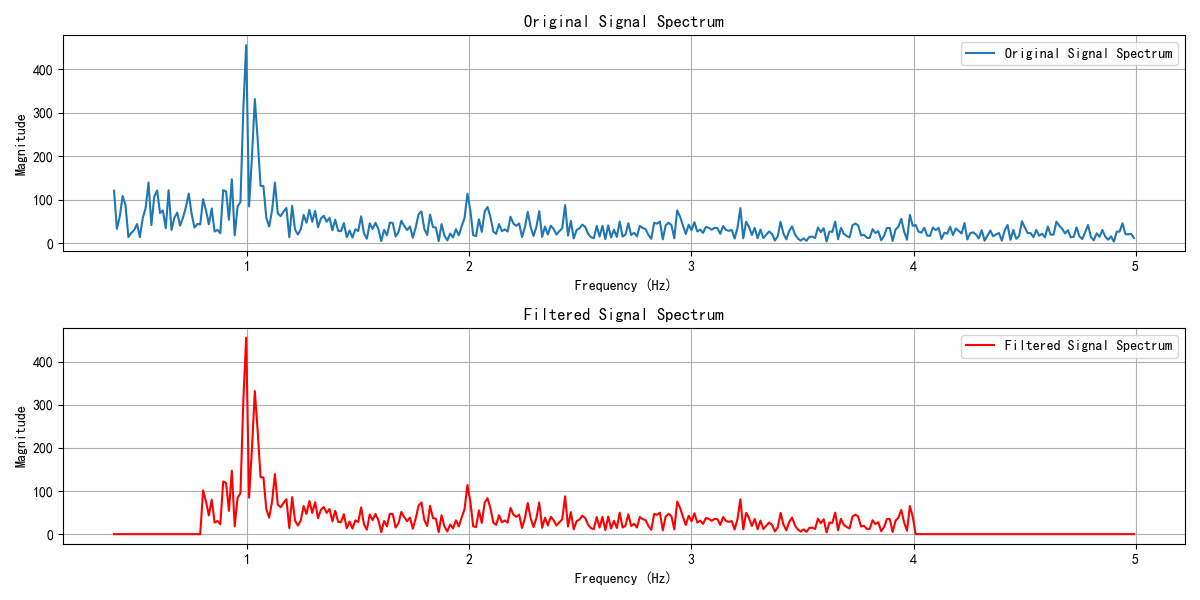 Original Signal Spectrum
Original Signal Spectrum
Magnitude
400
300
200
100
0
1
2
3
4
5
Frequency (Hz)
Filtered Signal Spectrum
Filtered Signal Spectrum
Magnitude
400
300
200
100
0
1
2
3
4
5
Frequency (Hz)